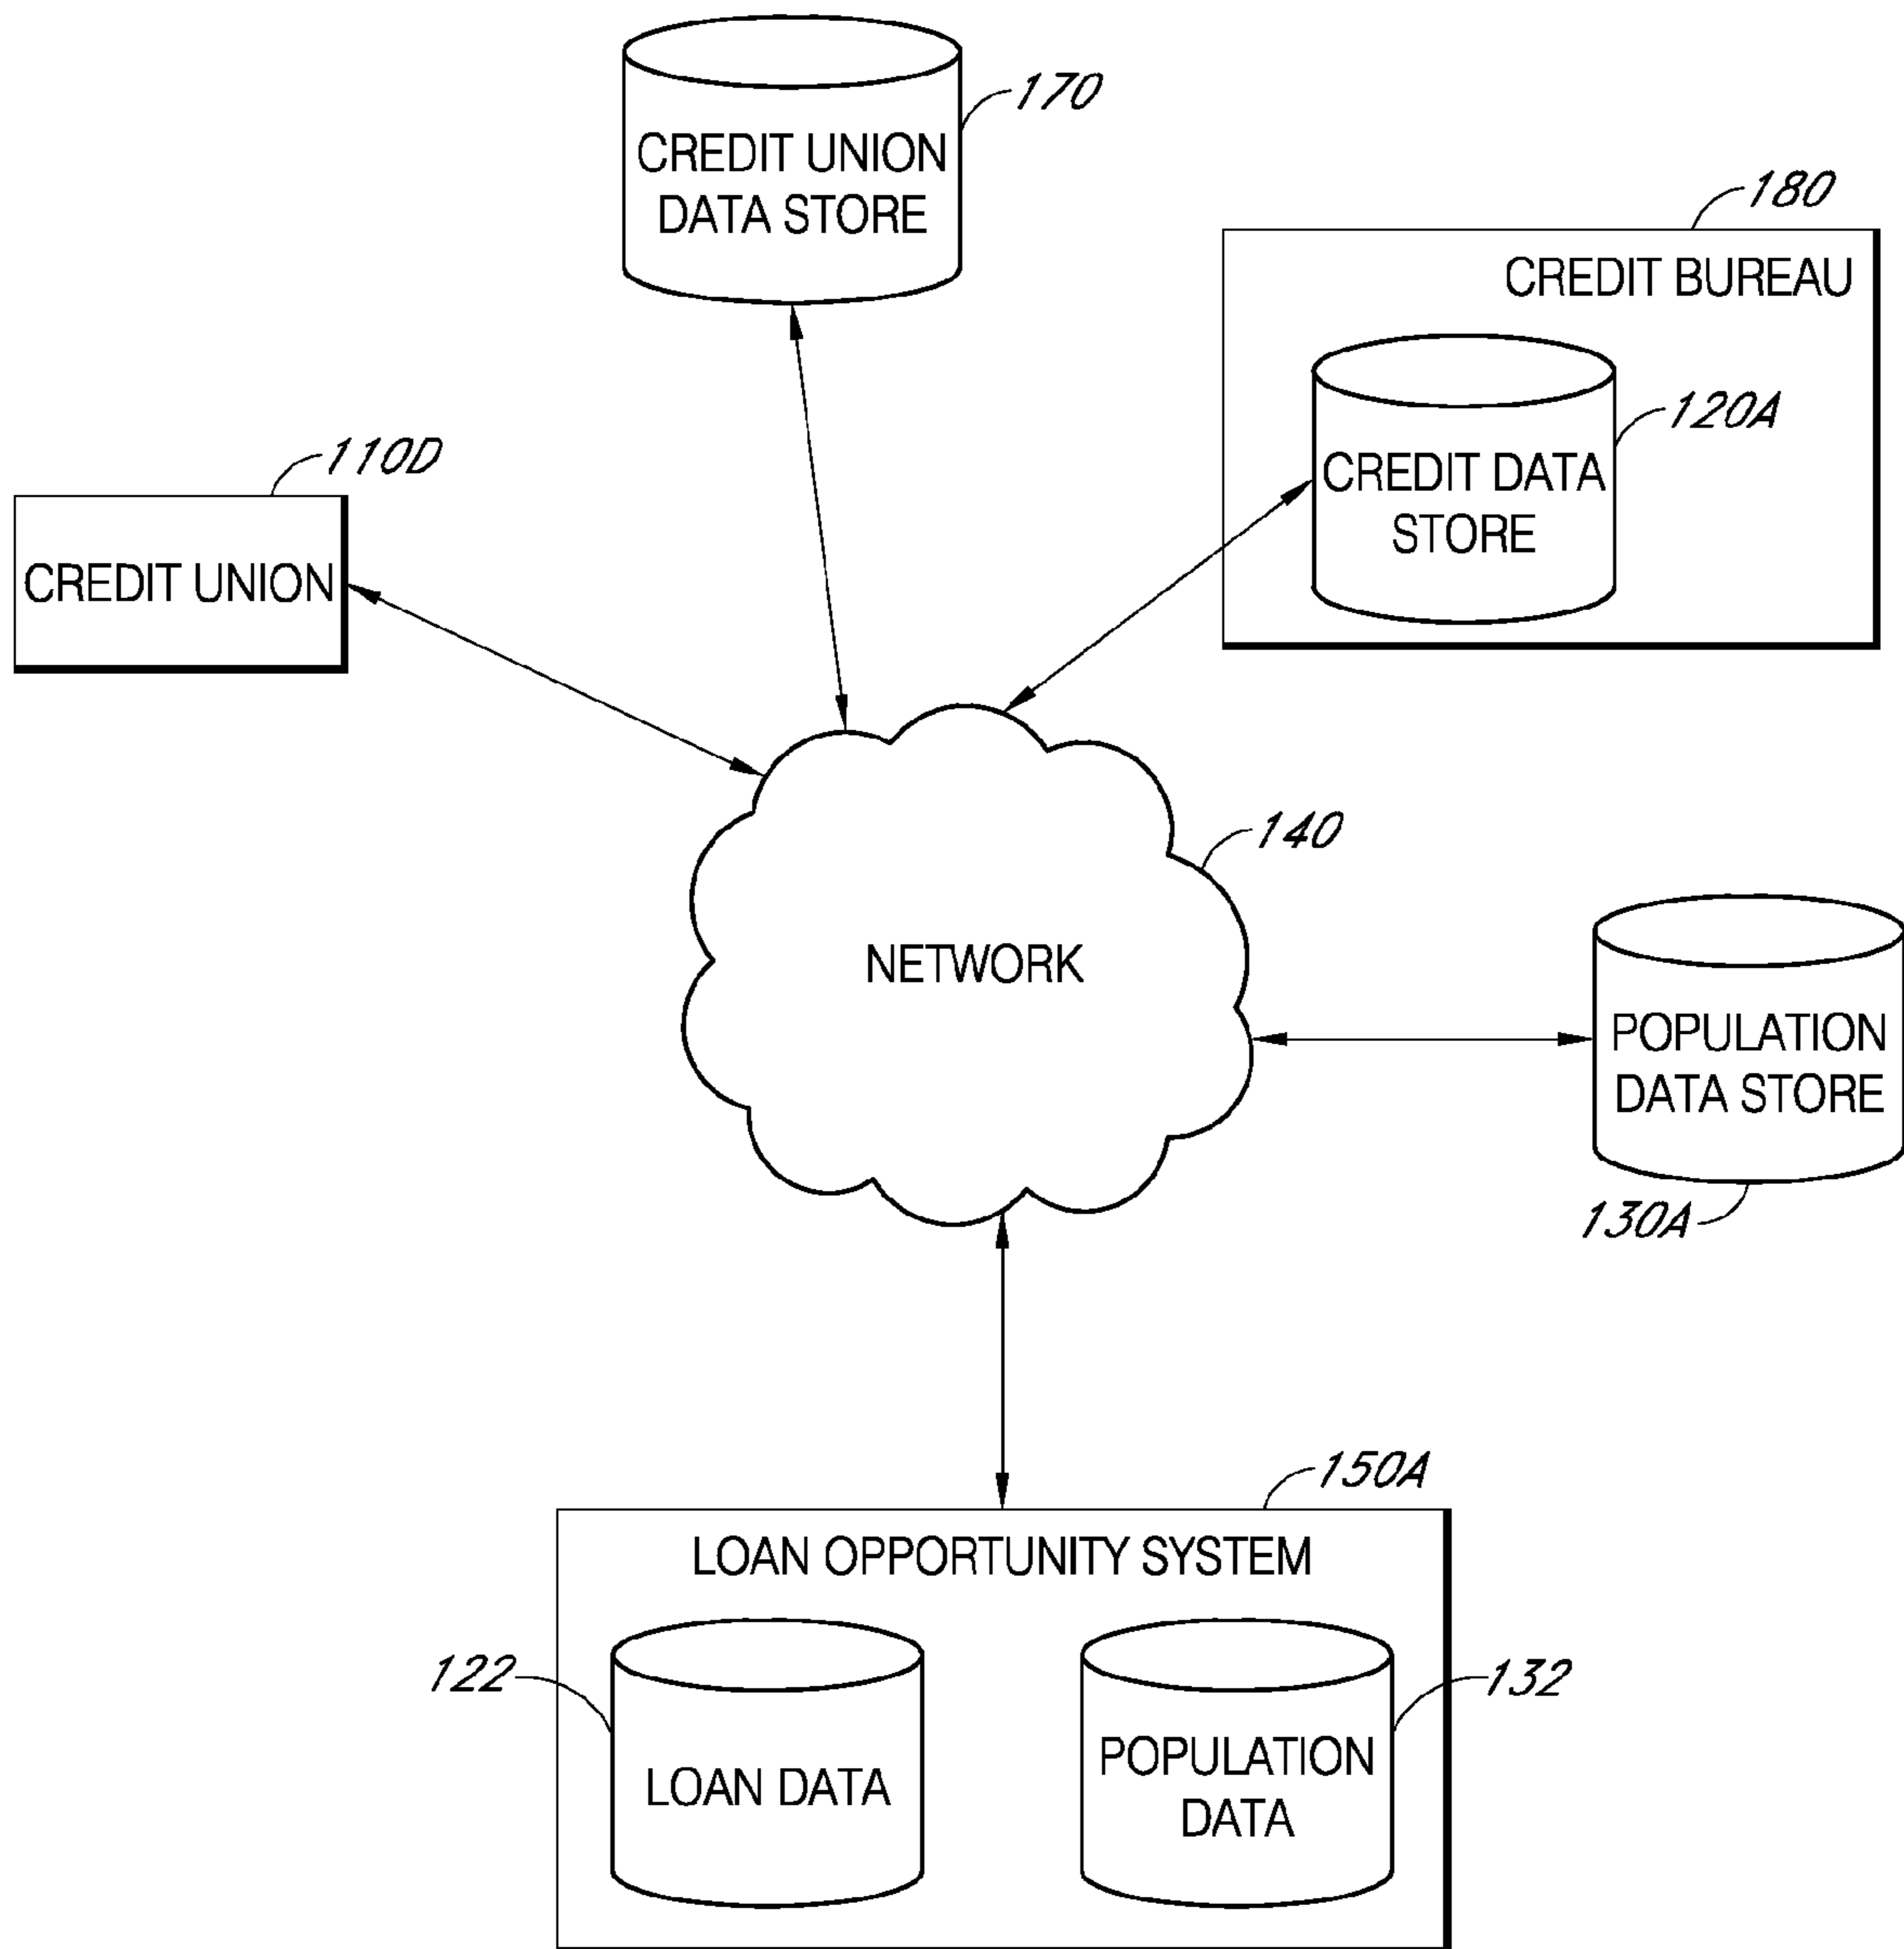 170
CREDIT UNION
DATA STORE
180
CREDIT BUREAU
120A
CREDIT DATA
STORE
110D
CREDIT UNION
140
NETWORK
POPULATION
DATA STORE
130A
150A
LOAN OPPORTUNITY SYSTEM
122
LOAN DATA
132
POPULATION
DATA